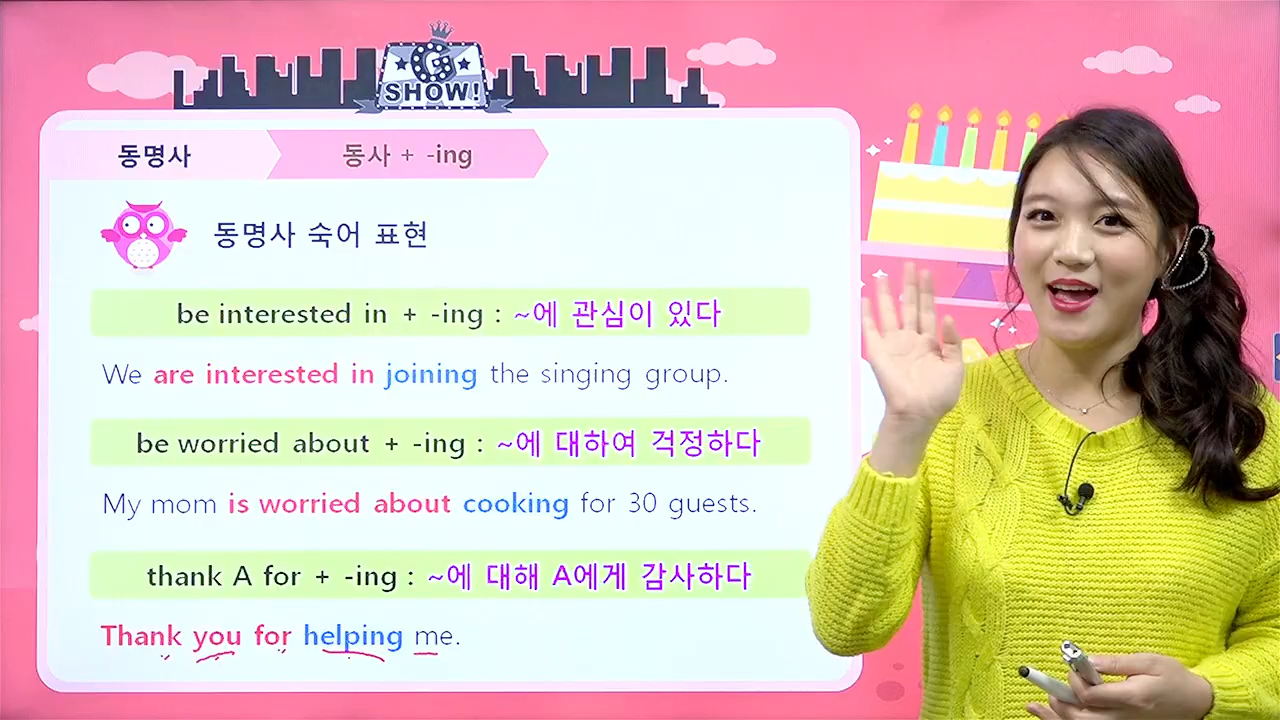 G
SHOW!
동명사 동사 + -ing
동명사 숙어 표현
be interested in + -ing : ~에 관심이 있다
We are interested in joining the singing group.
be worried about + -ing : ~에 대하여 걱정하다
My mom is worried about cooking for 30 guests.
thank A for + -ing : ~에 대해 A에게 감사하다
Thank you for helping me.